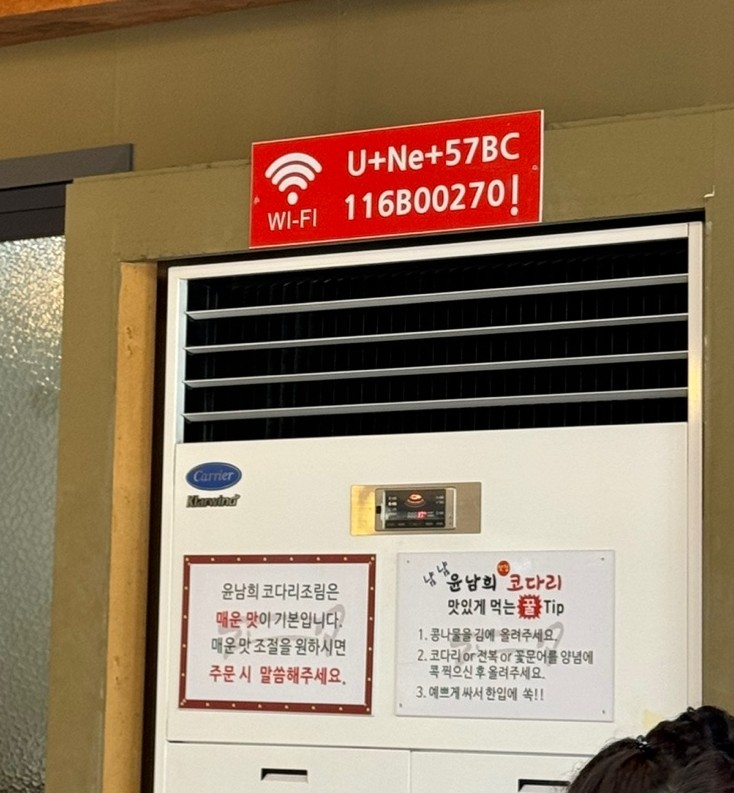 U+Ne+57BC
WI-FI 116B00270!
Carrier
Klarwind
윤남희 코다리조림은
매운 맛이 기본입니다.
매운 맛 조절을 원하시면
주문 시 말씀해주세요.
냠냠 윤남희 코다리
맛있게 먹는 꿀 Tip
1. 콩나물을 김에 올려주세요.
2. 코다리 or 전복 or 꽃문어를 양념에
콕 찍으신 후 올려주세요.
3. 예쁘게 싸서 한입에 쏙!!